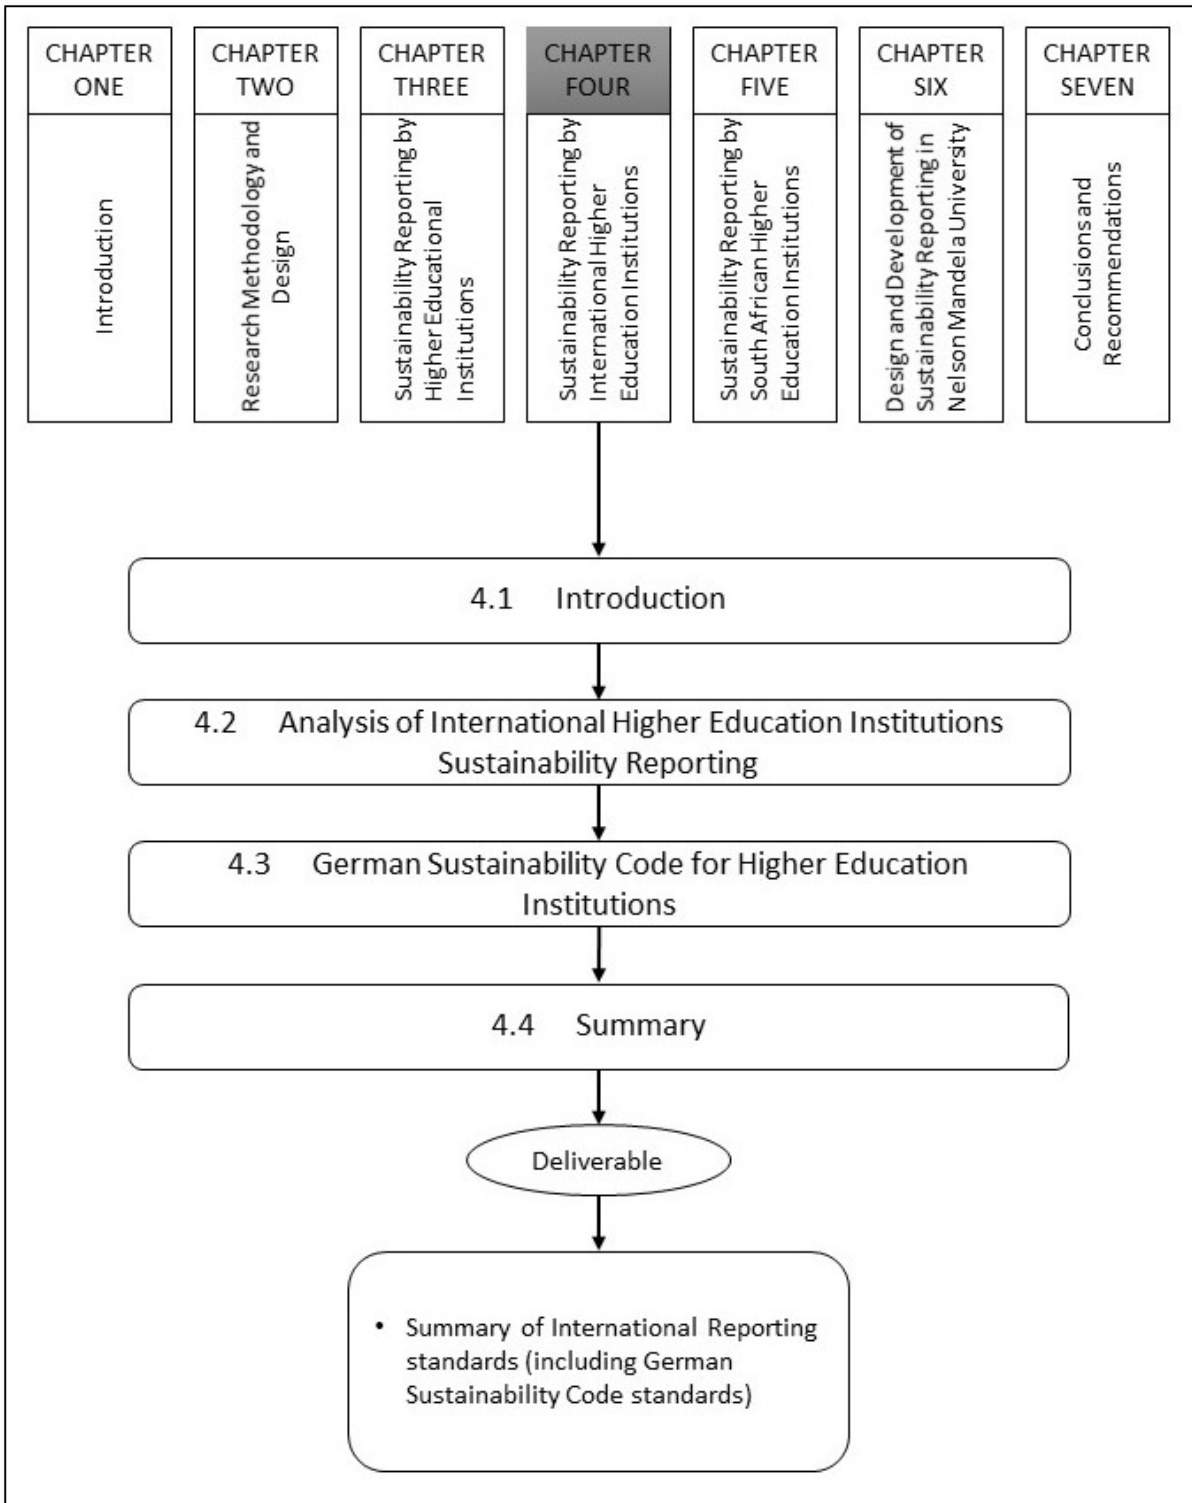 CHAPTER
ONE
Introduction
CHAPTER
TWO
Research Methodology and
Design
CHAPTER
THREE
Sustainability Reporting by
Higher Educational
Institutions
CHAPTER
FOUR
Sustainability Reporting by
International Higher
Education Institutions
CHAPTER
FIVE
Sustainability Reporting by
South African Higher
Education Institutions
CHAPTER
SIX
Design and Development of
Sustainability Reporting in
Nelson Mandela University
CHAPTER
SEVEN
Conclusions and
Recommendations
4.1 Introduction
4.2 Analysis of International Higher Education Institutions
Sustainability Reporting
4.3 German Sustainability Code for Higher Education
Institutions
4.4 Summary
Deliverable
• Summary of International Reporting
standards (including German
Sustainability Code standards)